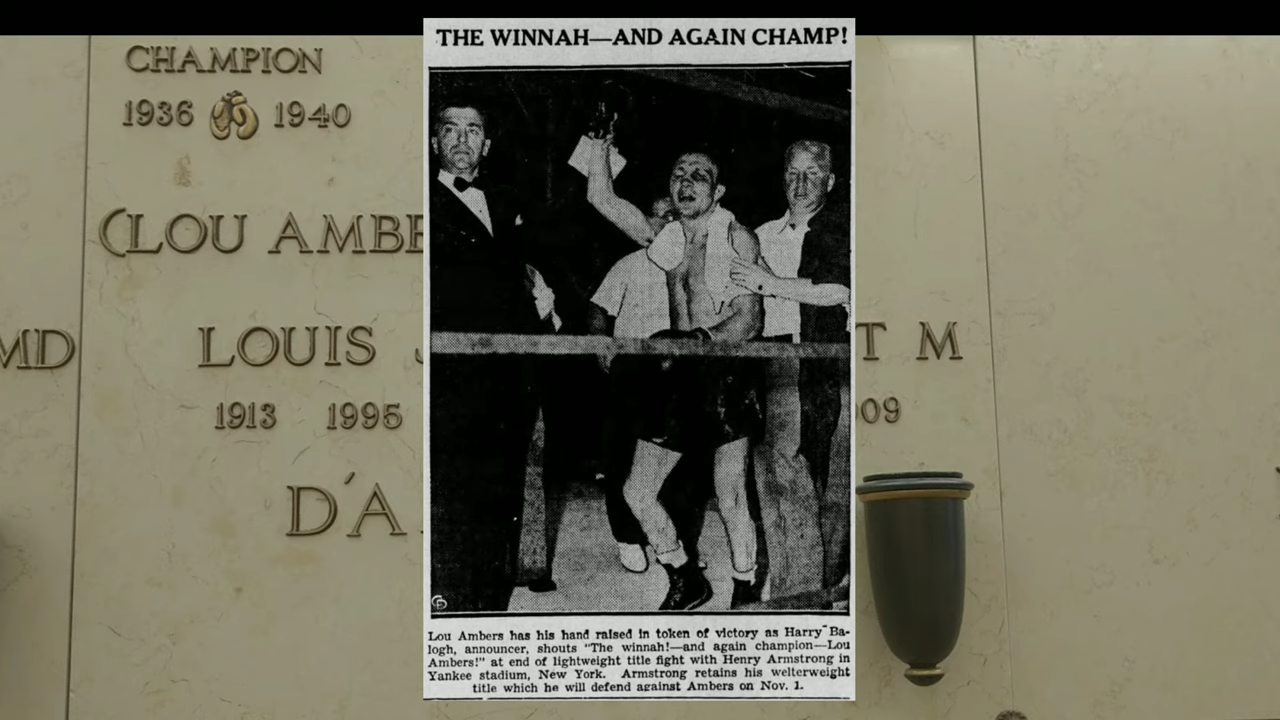 THE WINNAH—AND AGAIN CHAMP!
Lou Ambers has his hand raised in token of victory as Harry Ba-
logh, announcer, shouts "The winnah!—and again champion—Lou
Ambers!" at end of lightweight title fight with Henry Armstrong in
Yankee stadium, New York. Armstrong retains his welterweight
title which he will defend against Ambers on Nov. 1.
CHAMPION
1936 1940
(LOU AMBE
MD
LOUIS
T M
1913 1995
09
D'A